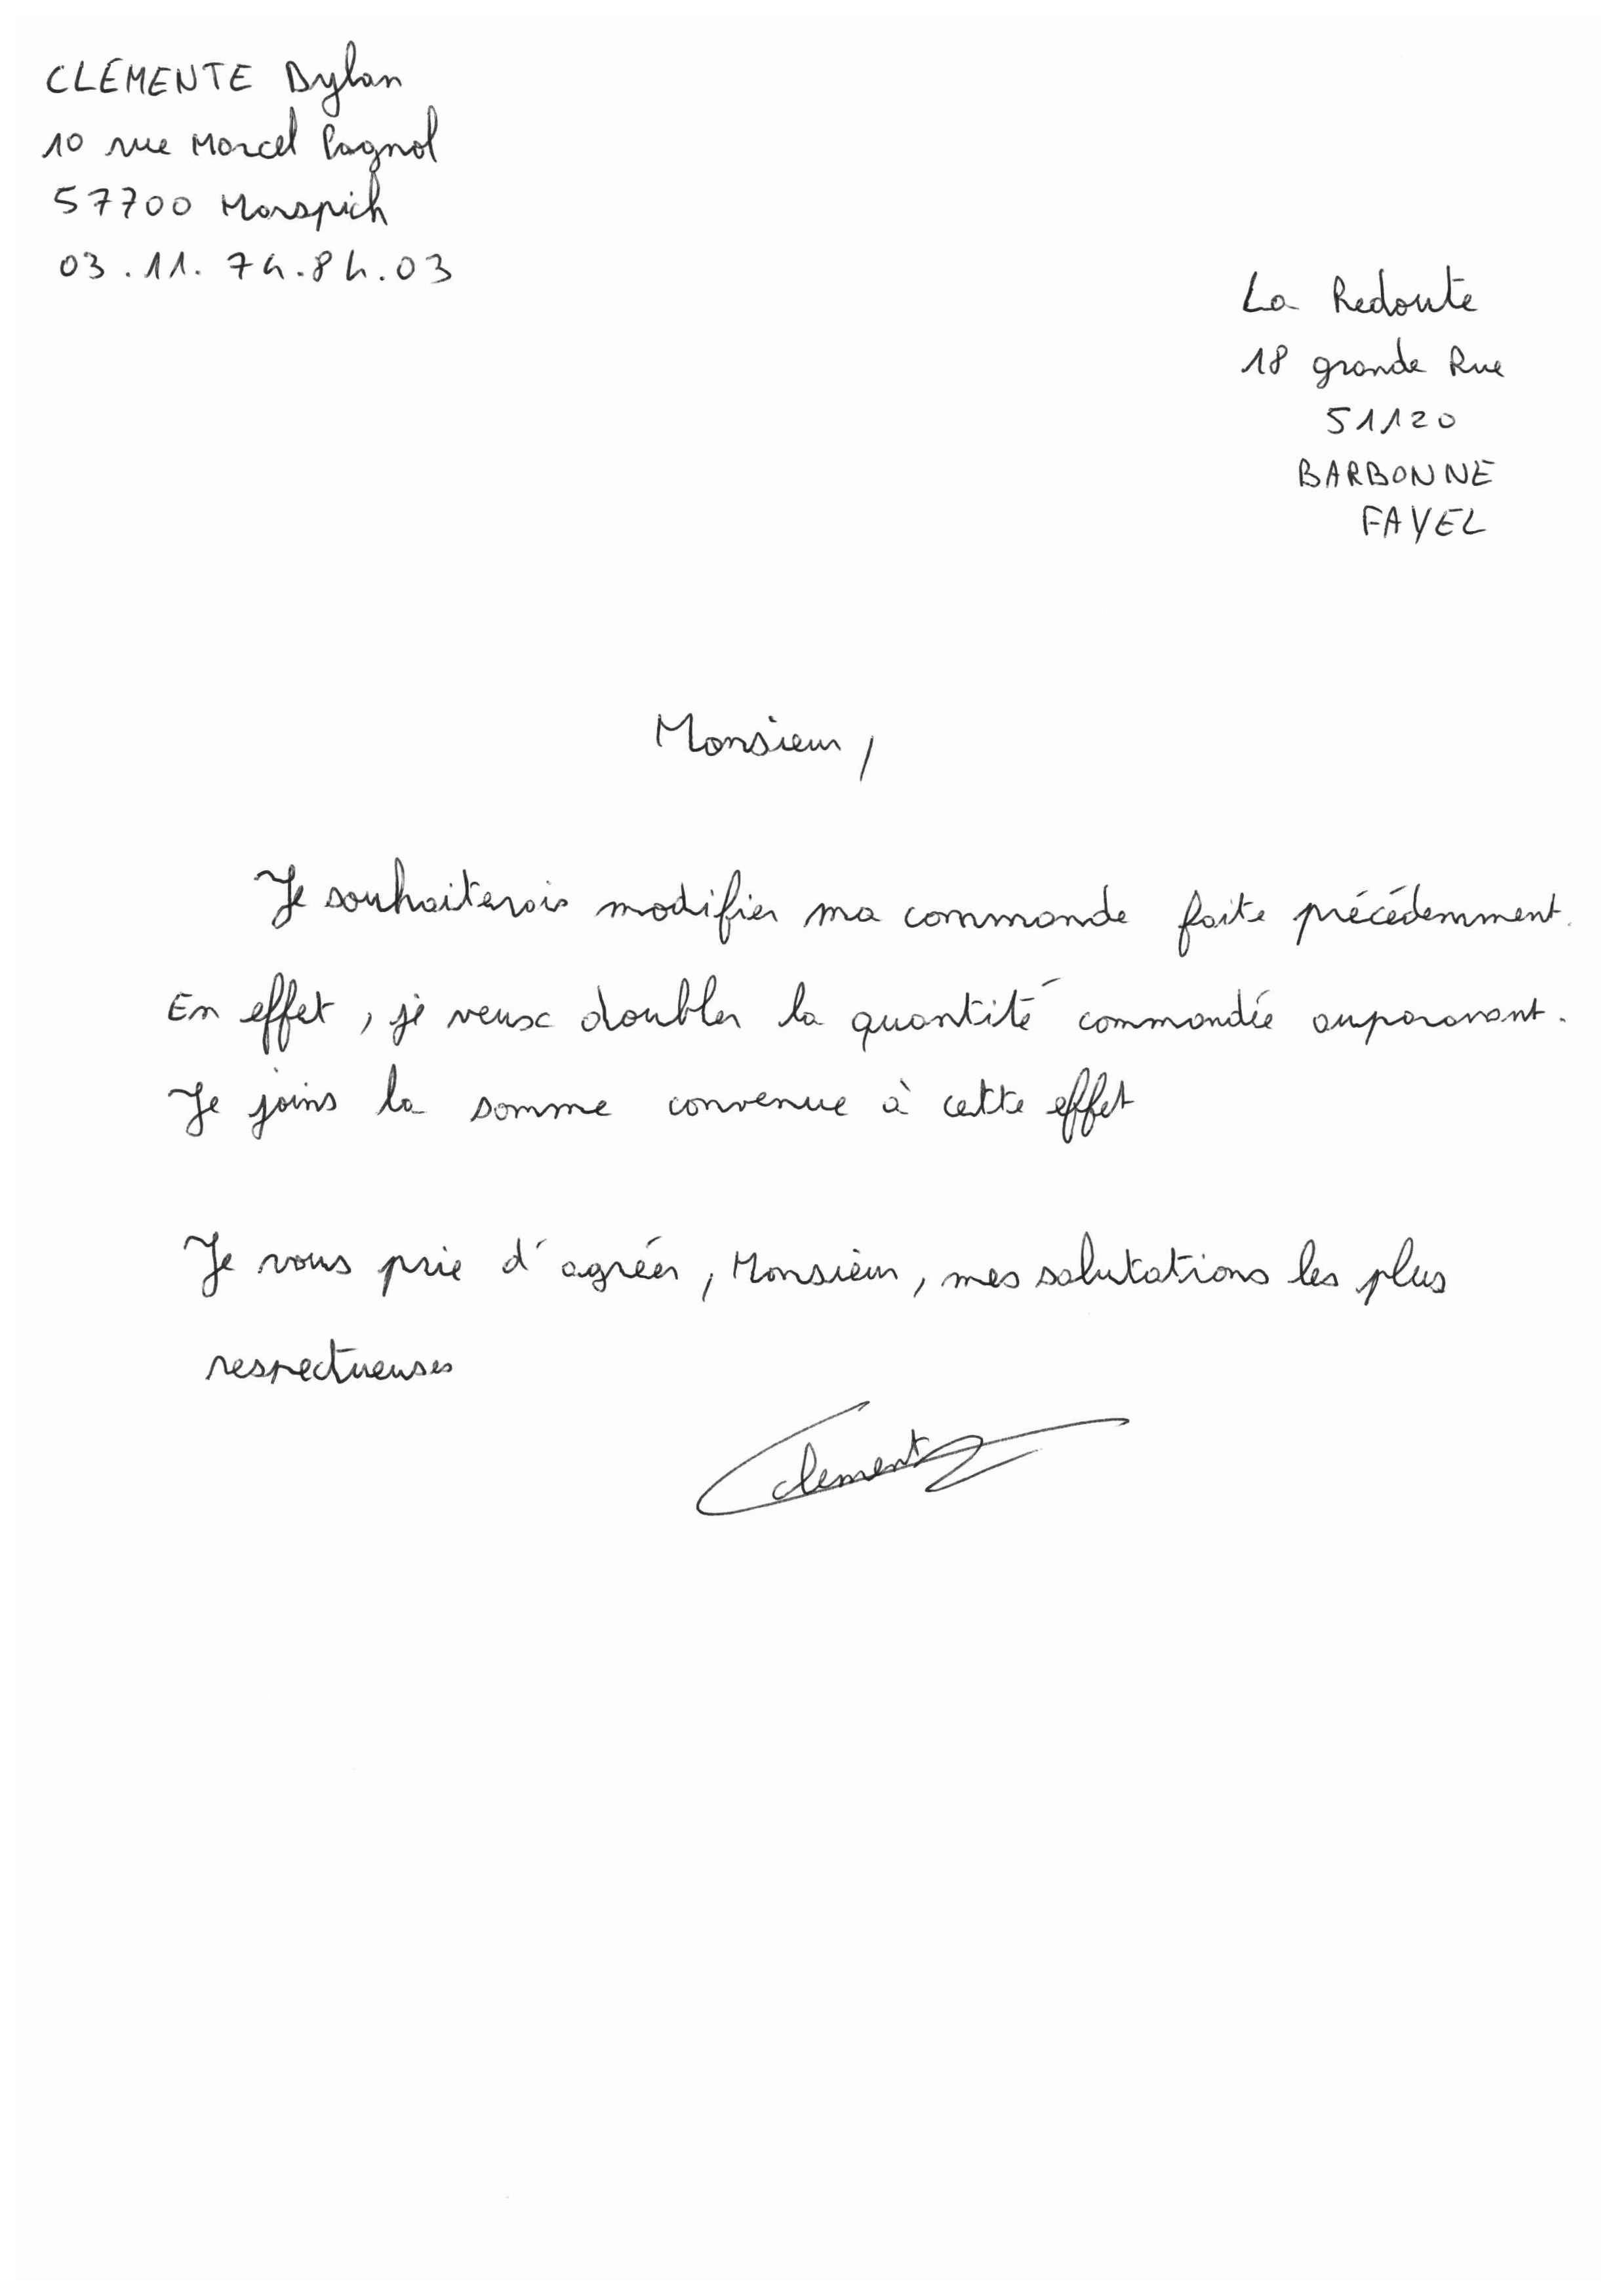 CLEMENTE Dylan
10 rue Marcel Pagnol
57700 Marspich
03.11.74.84.03
La Redoute
18 grande Rue
51120
BARBONNE
FAYEL
Monsieur,
Je souhaiterais modifier ma commande faite précédemment.
En effet, je veux doubler la quantité commandée auparavant.
Je joins la somme convenue à cette effet
Je vous prie d'agréer, Monsieur, mes salutations les plus
respectueuses
Clemente